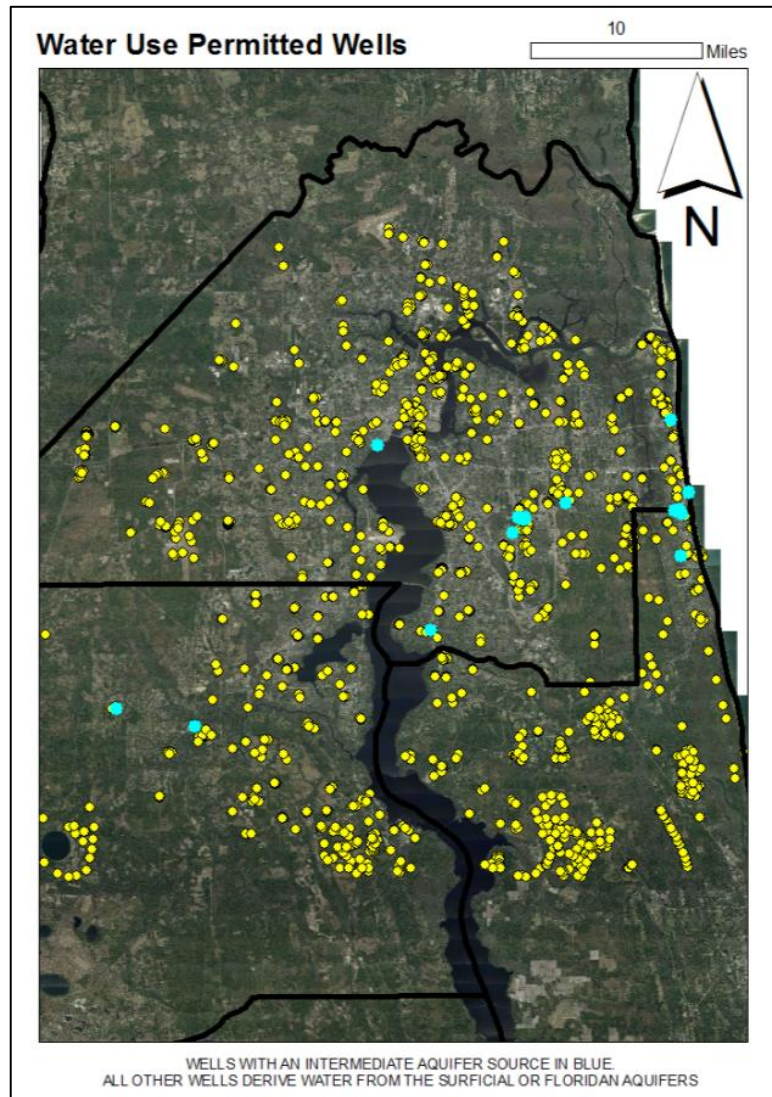 Water Use Permitted Wells
10
Miles
N
WELLS WITH AN INTERMEDIATE AQUIFER SOURCE IN BLUE.
ALL OTHER WELLS DERIVE WATER FROM THE SURFICIAL OR FLORIDAN AQUIFERS